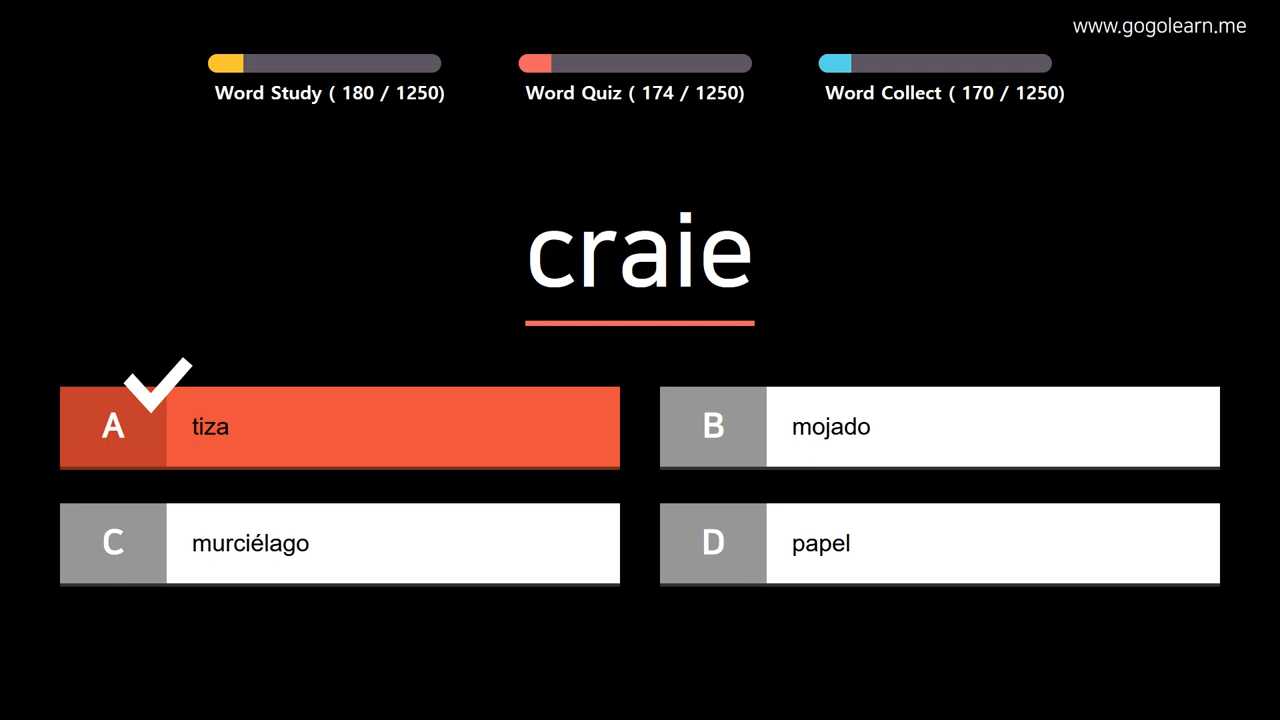 www.gogolearn.me
Word Study ( 180 / 1250)
Word Quiz ( 174 / 1250)
Word Collect ( 170 / 1250)
craie
A
tiza
B
mojado
C
murciélago
D
papel